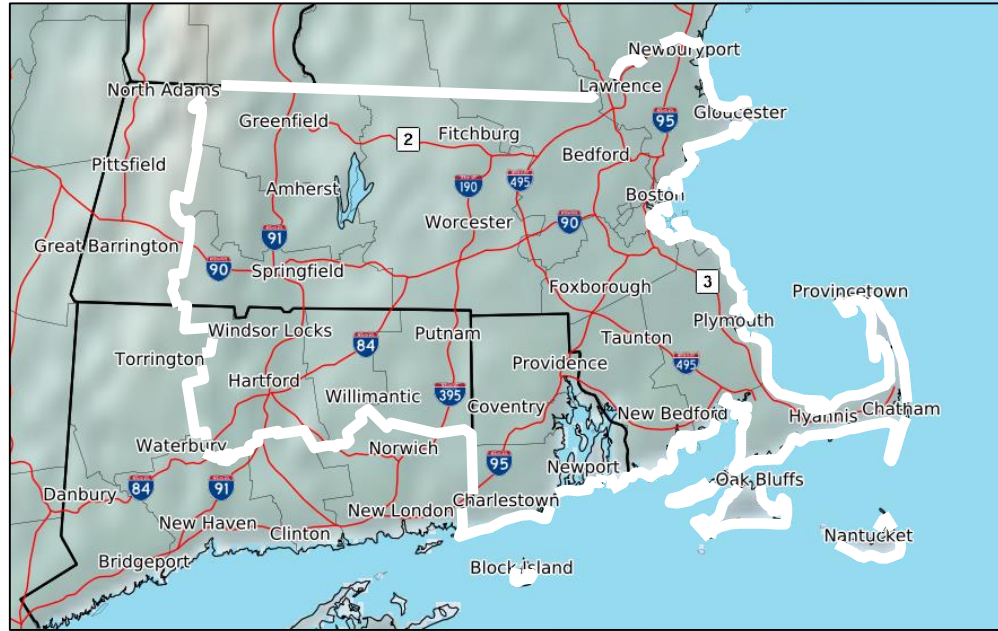 Newburyport
North Adams
Lawrence
Gloucester
Greenfield
95
2
Fitchburg
Bedford
Pittsfield
Amherst
190
495
Boston
Worcester
90
91
Great Barrington
90
Springfield
Foxborough
3
Provincetown
Windsor Locks
Putnam
Plymouth
84
Taunton
Torrington
Providence
495
Hartford
Willimantic
395
Coventry
New Bedford
Hyannis
Chatham
Waterbury
Norwich
95
Newport
Oak Bluffs
Danbury
84
91
Charlestown
New London
New Haven
Clinton
Nantucket
Bridgeport
Block Island